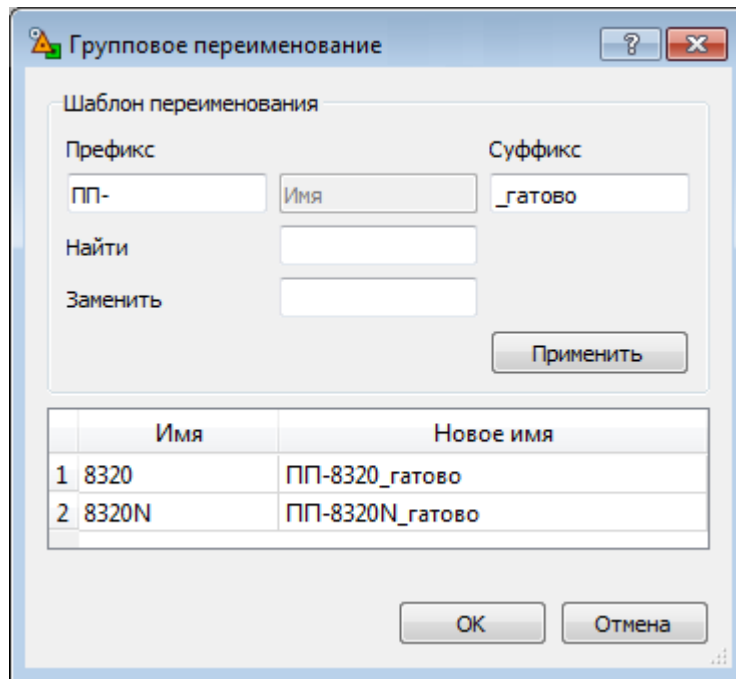 Групповое переименование
Шаблон переименования
Префикс Суффикс
ПП- Имя _гатово
Найти
Заменить
Применить
Имя Новое имя
1 8320 ПП-8320_гатово
2 8320N ПП-8320N_гатово
OK Отмена